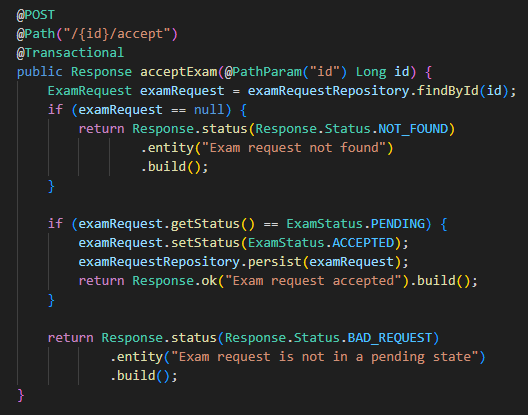 @POST
@Path("/{id}/accept")
@Transactional
public Response acceptExam(@PathParam("id") Long id) {
    ExamRequest examRequest = examRequestRepository.findById(id);
    if (examRequest == null) {
        return Response.status(Response.Status.NOT_FOUND)
                .entity("Exam request not found")
                .build();
    }

    if (examRequest.getStatus() == ExamStatus.PENDING) {
        examRequest.setStatus(ExamStatus.ACCEPTED);
        examRequestRepository.persist(examRequest);
        return Response.ok("Exam request accepted").build();
    }

    return Response.status(Response.Status.BAD_REQUEST)
            .entity("Exam request is not in a pending state")
            .build();
}